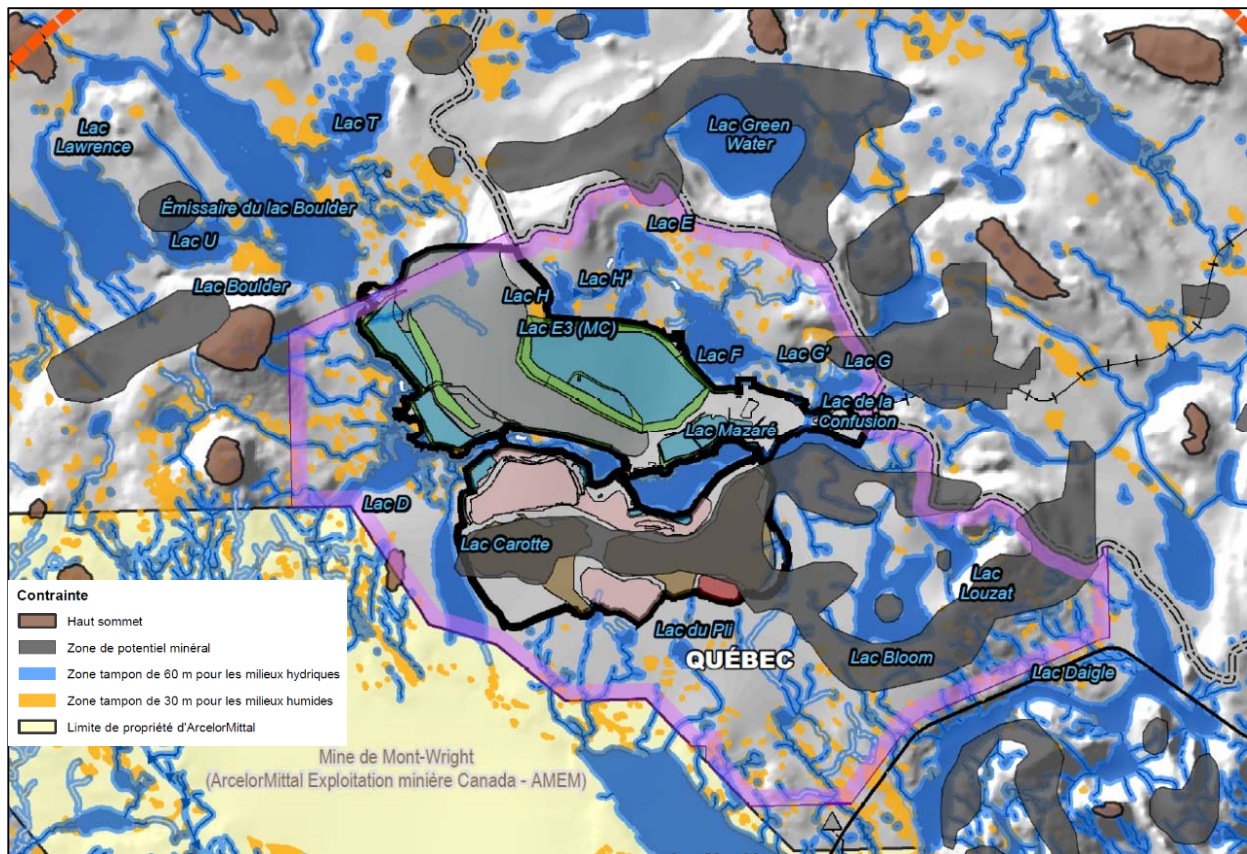 Lac
Lawrence
Lac T
Lac Green
Water
Émissaire du lac Boulder
Lac U
Lac E
Lac Boulder
Lac H
Lac H'
Lac E3 (MC)
Lac F
Lac G'
Lac G
Lac de la
Confusion
Lac Mazaré
Lac D
Lac Carotte
Lac
Louzat
Lac du Pli
QUÉBEC
Lac Bloom
Lac Daigle
Contrainte
Haut sommet
Zone de potentiel minéral
Zone tampon de 60 m pour les milieux hydriques
Zone tampon de 30 m pour les milieux humides
Limite de propriété d'ArcelorMittal
Mine de Mont-Wright
(ArcelorMittal Exploitation minière Canada - AMEM)